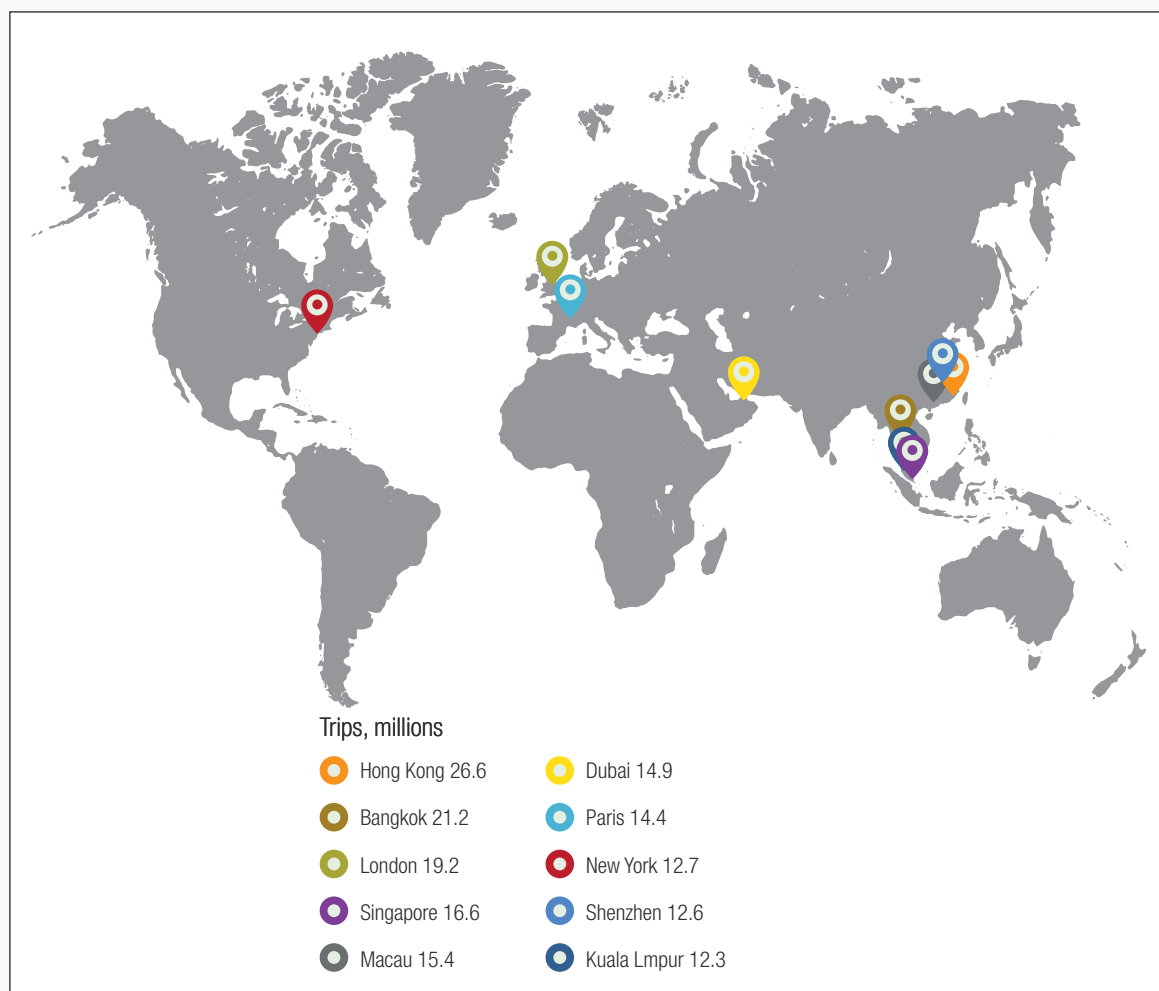 Trips, millions
Hong Kong 26.6
Bangkok 21.2
London 19.2
Singapore 16.6
Macau 15.4
Dubai 14.9
Paris 14.4
New York 12.7
Shenzhen 12.6
Kuala Lmpur 12.3